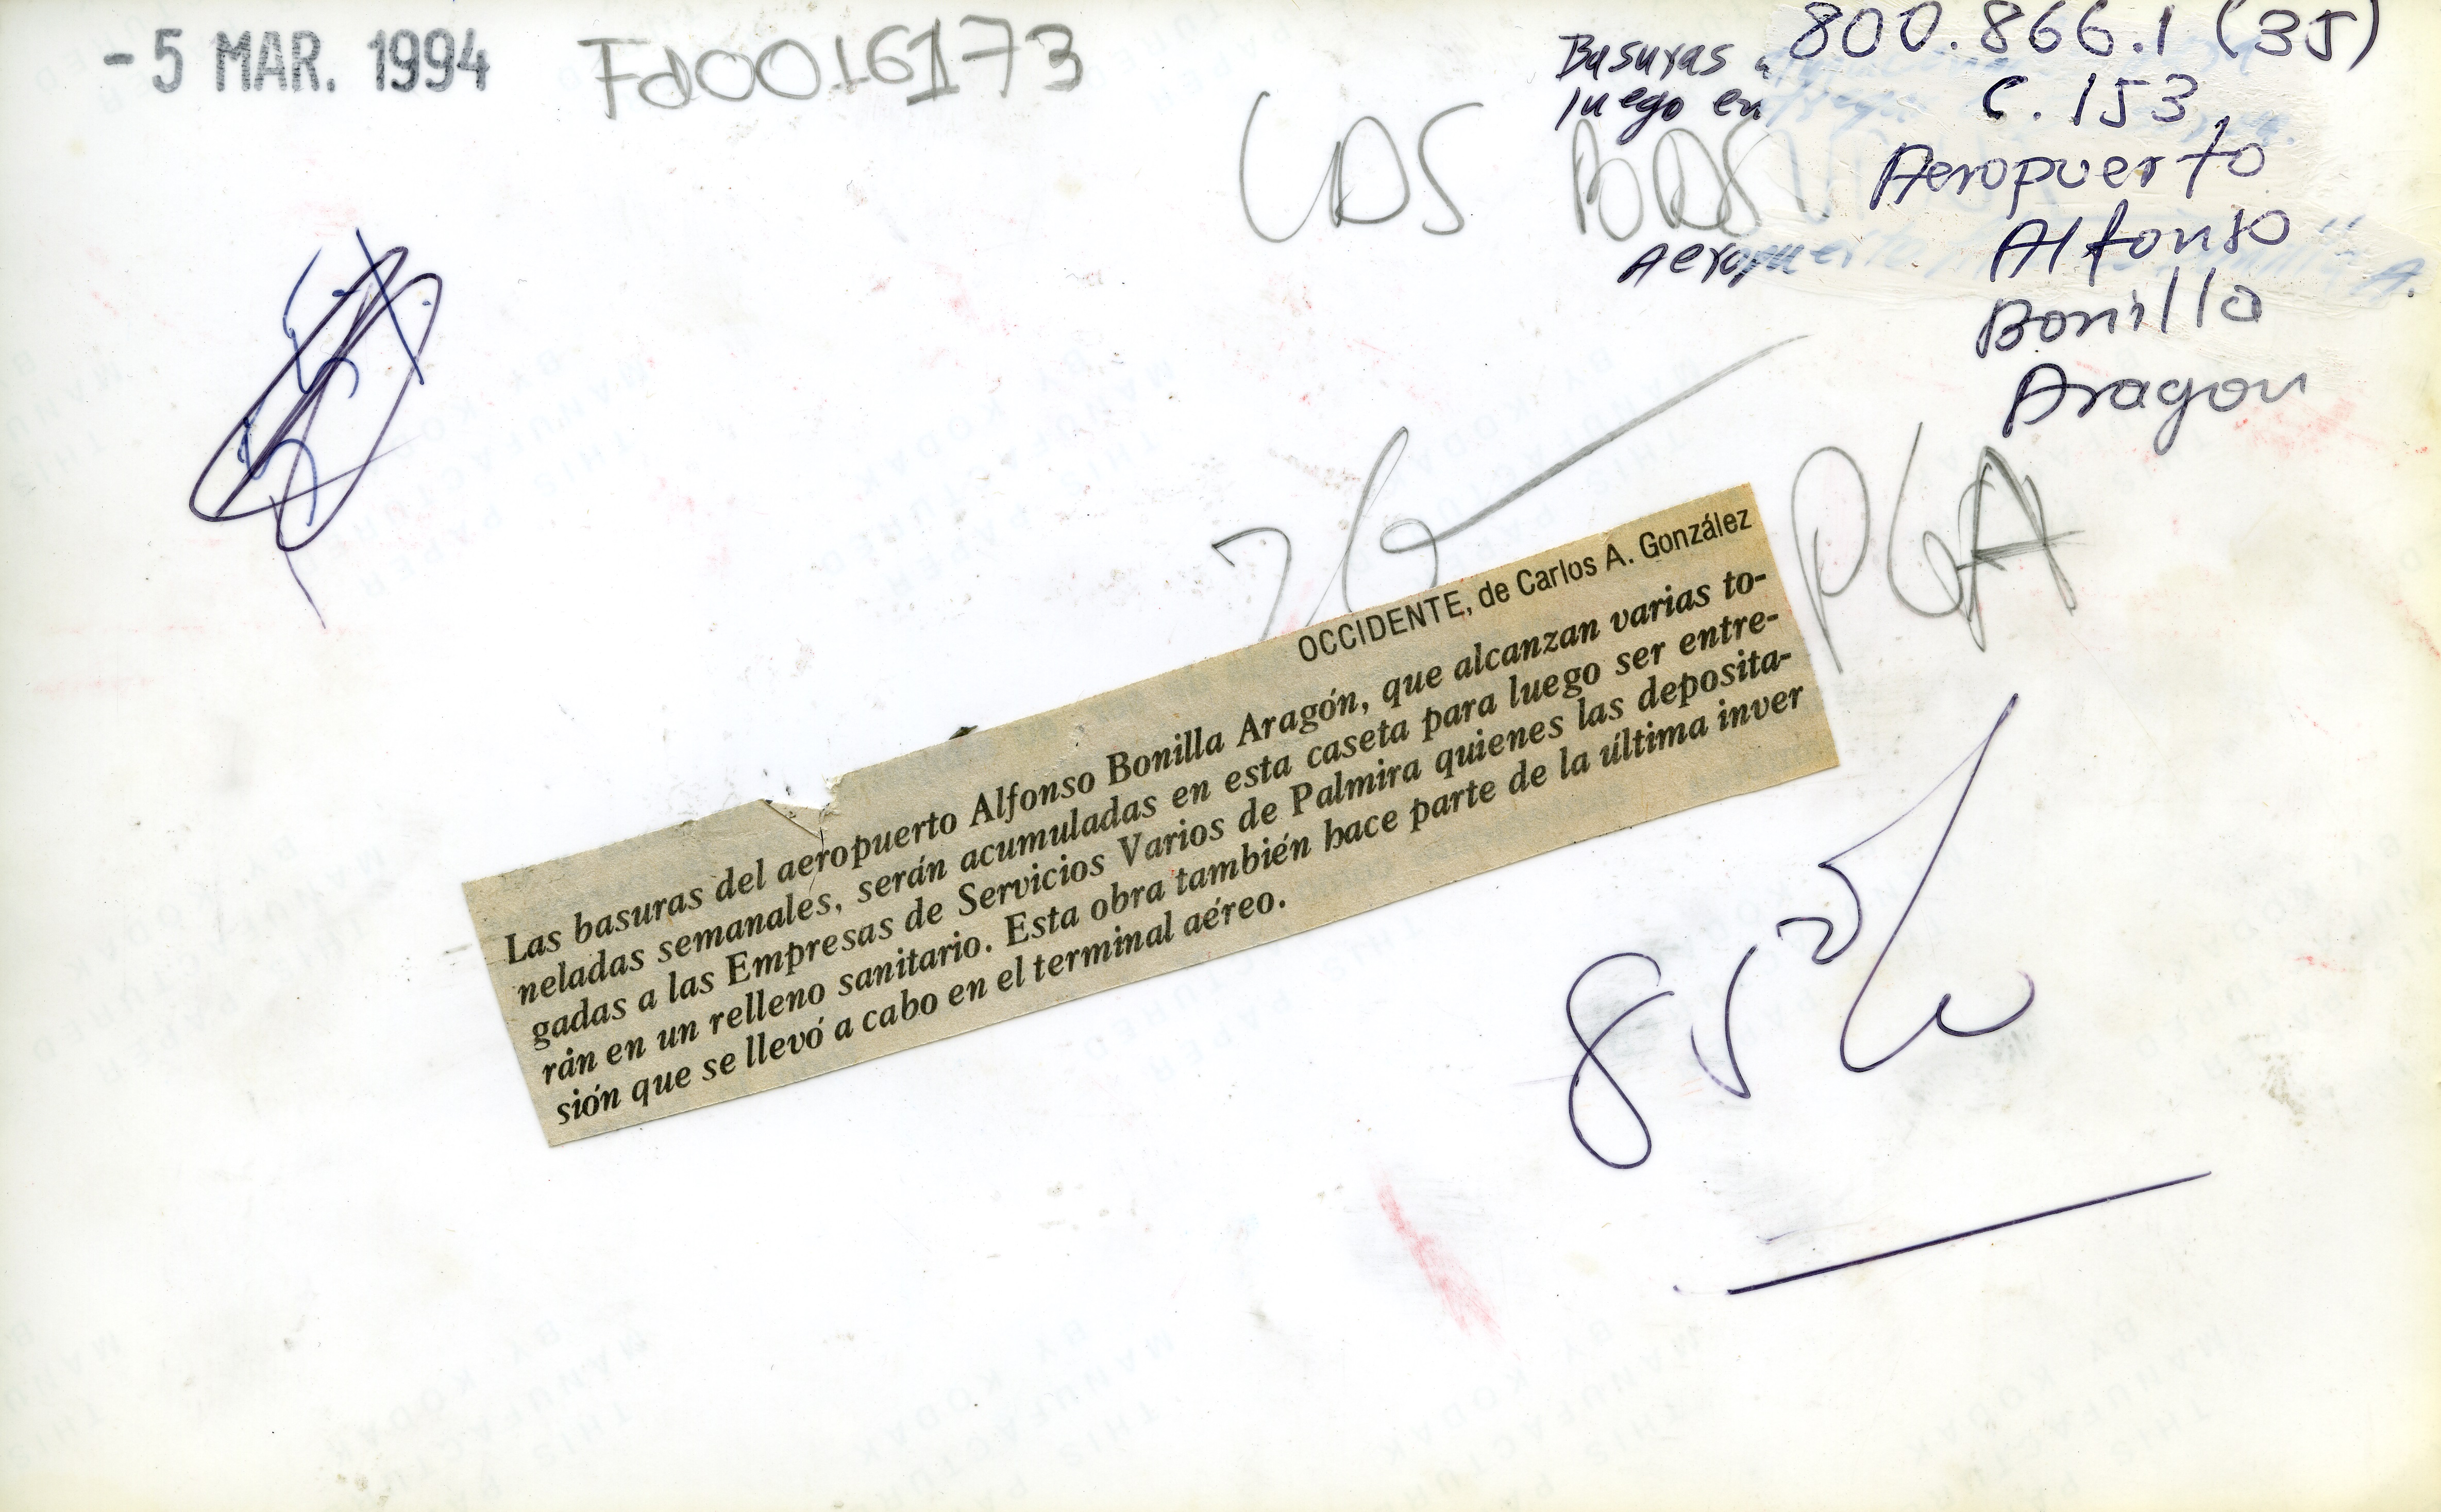 - 5 MAR. 1994
Fd0016173
800.866.1 (35)
C. 153
Aeropuerto
Alfonso
Bonilla
Aragon
Basuras
luego en
Aeropuerto
PGA
OCCIDENTE, de Carlos A. González
Las basuras del aeropuerto Alfonso Bonilla Aragón, que alcanzan varias to-
neladas semanales, serán acumuladas en esta caseta para luego ser entre-
gadas a las Empresas de Servicios Varios de Palmira quienes las deposita-
rán en un relleno sanitario. Esta obra también hace parte de la última inver
sión que se llevó a cabo en el terminal aéreo.